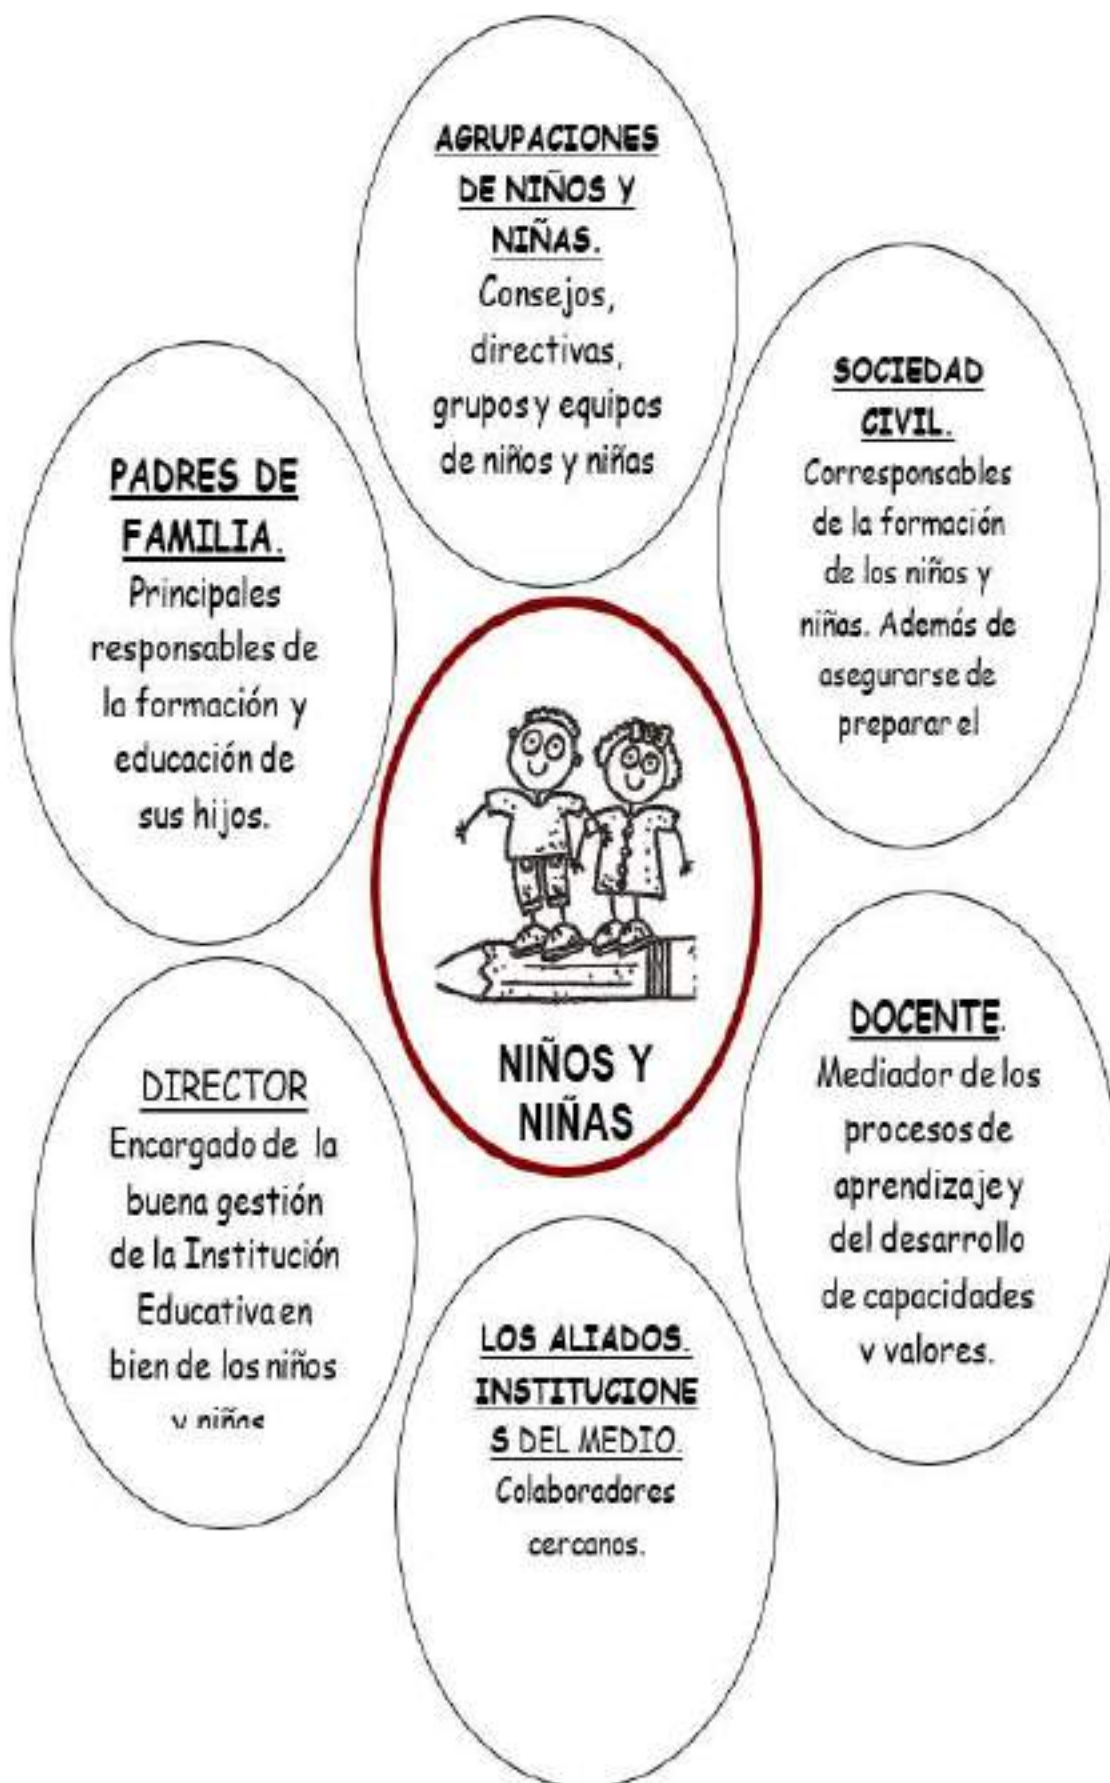 AGRUPACIONES
DE NIÑOS Y
NIÑAS.
Consejos,
directivas,
grupos y equipos
de niños y niñas
SOCIEDAD
CIVIL.
Corresponsables
de la formación
de los niños y
niñas. Además de
asegurarse de
preparar el
PADRES DE
FAMILIA.
Principales
responsables de
la formación y
educación de
sus hijos.
NIÑOS Y
NIÑAS
DOCENTE.
Mediador de los
procesos de
aprendizaje y
del desarrollo
de capacidades
y valores.
DIRECTOR
Encargado de la
buena gestión
de la Institución
Educativa en
bien de los niños
y niñas
LOS ALIADOS.
INSTITUCIONE
S DEL MEDIO.
Colaboradores
cercanos.